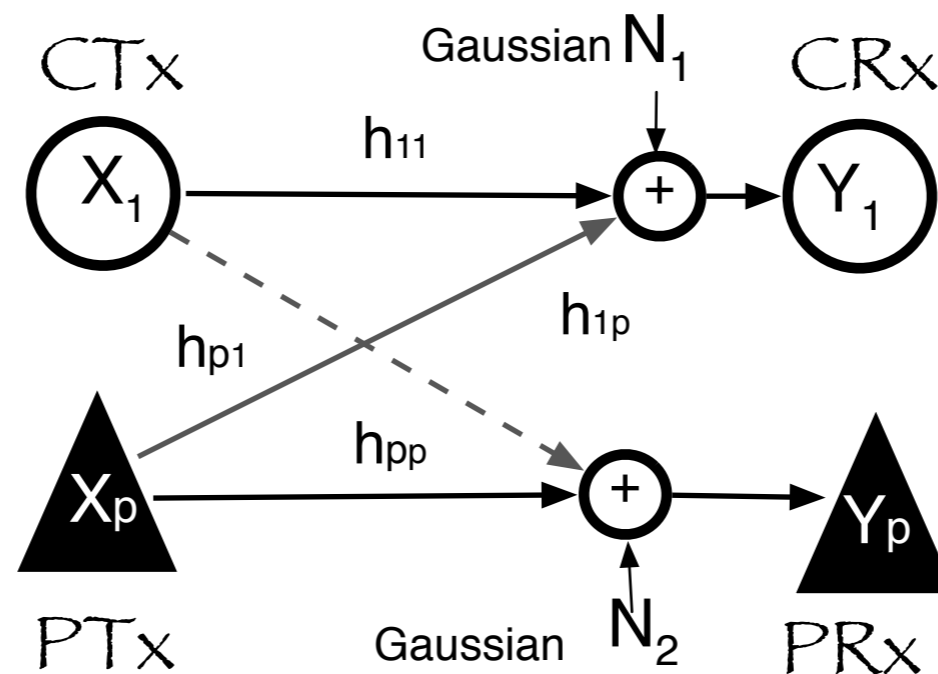 CTx
Gaussian N₁
CRx
h₁₁
X₁
+
Y₁
h₁ₚ
hₚ₁
hₚₚ
Xₚ
+
Yₚ
PTx
Gaussian N₂
PRx